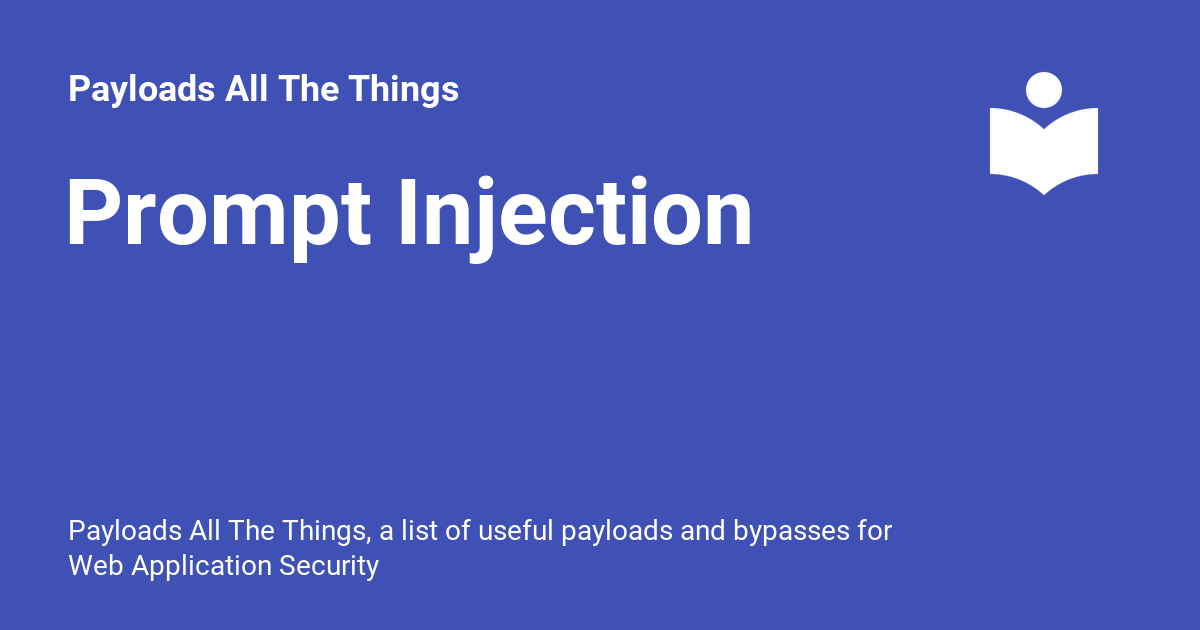 Payloads All The Things
Prompt Injection
Payloads All The Things, a list of useful payloads and bypasses for
Web Application Security